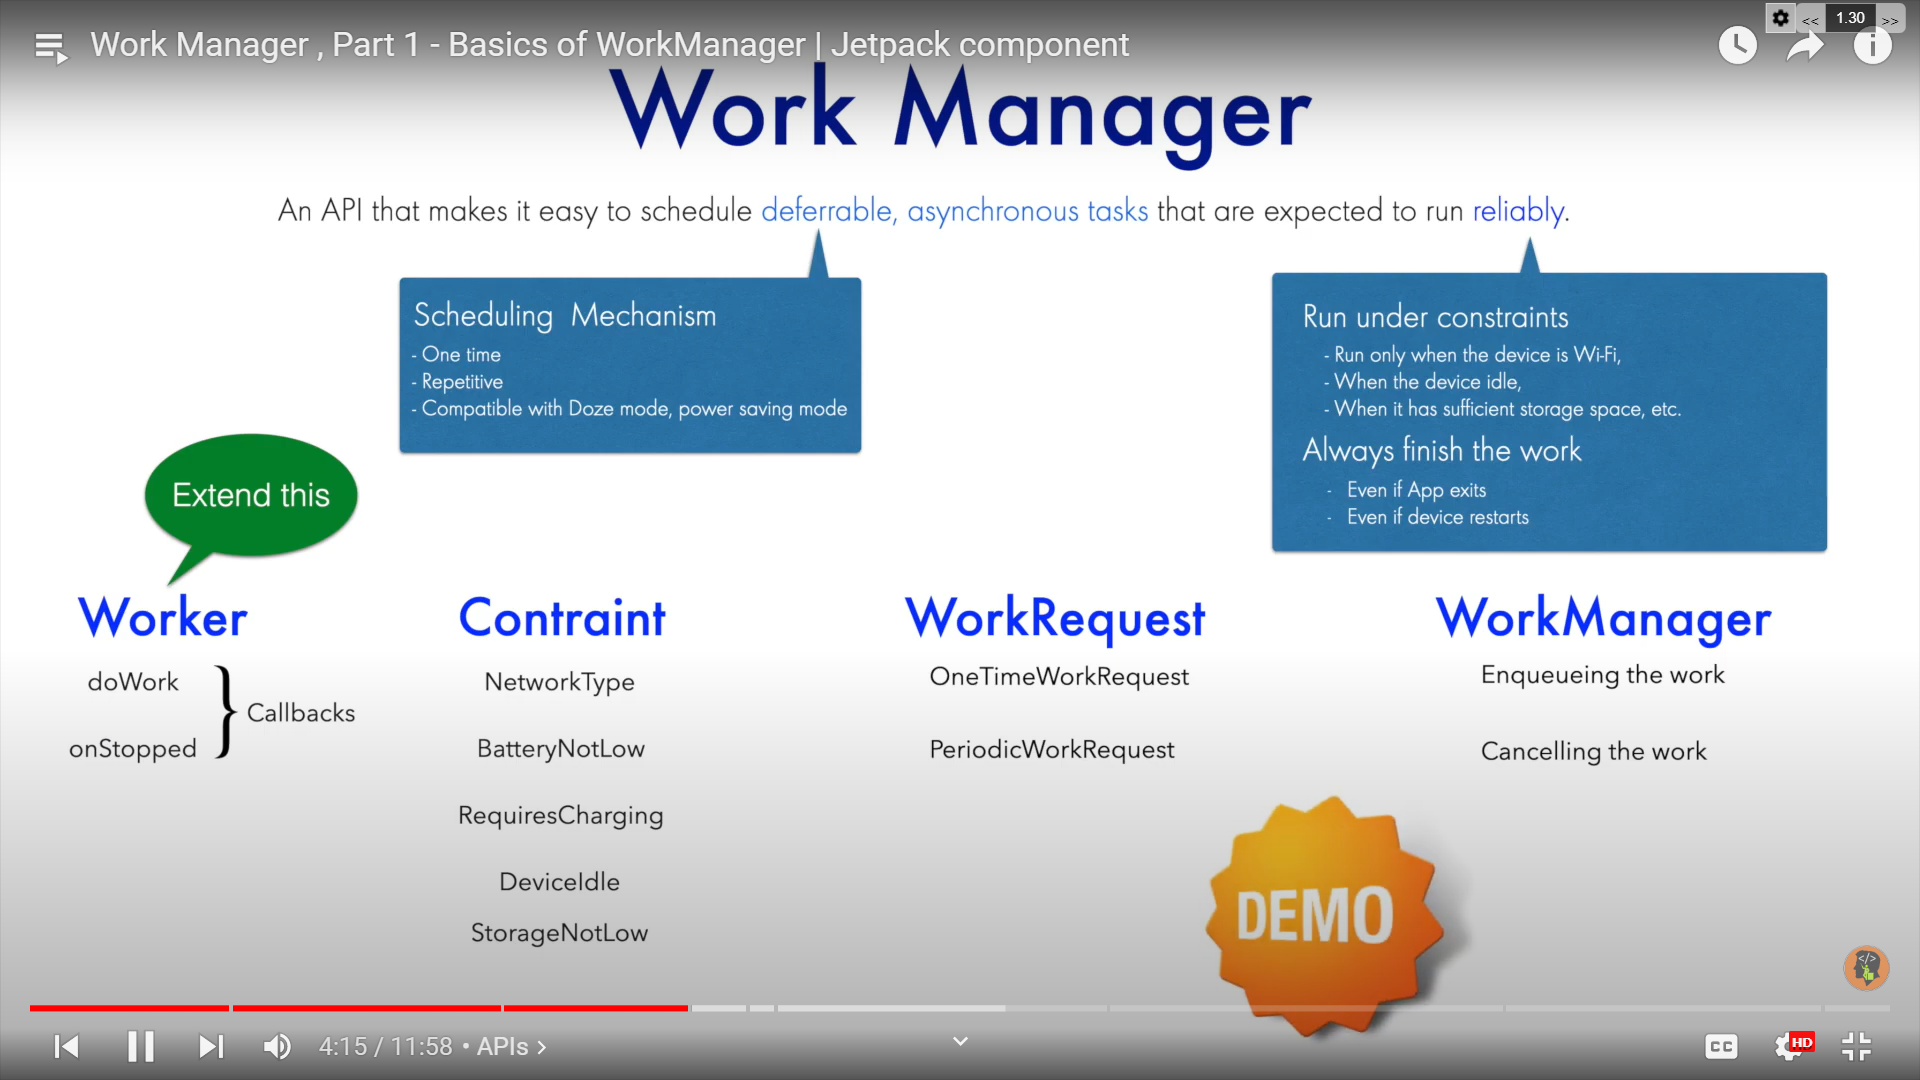 1.30
<< >>
Work Manager , Part 1 - Basics of WorkManager | Jetpack component
Work Manager
An API that makes it easy to schedule deferrable, asynchronous tasks that are expected to run reliably.
Scheduling Mechanism
- One time
- Repetitive
- Compatible with Doze mode, power saving mode
Run under constraints
- Run only when the device is Wi-Fi,
- When the device idle,
- When it has sufficient storage space, etc.
Always finish the work
- Even if App exits
- Even if device restarts
Extend this
Worker
doWork
onStopped
} Callbacks
Contraint
NetworkType
BatteryNotLow
RequiresCharging
DeviceIdle
StorageNotLow
WorkRequest
OneTimeWorkRequest
PeriodicWorkRequest
WorkManager
Enqueueing the work
Cancelling the work
DEMO
</>
4:15 / 11:58 • APIs >
CC
HD